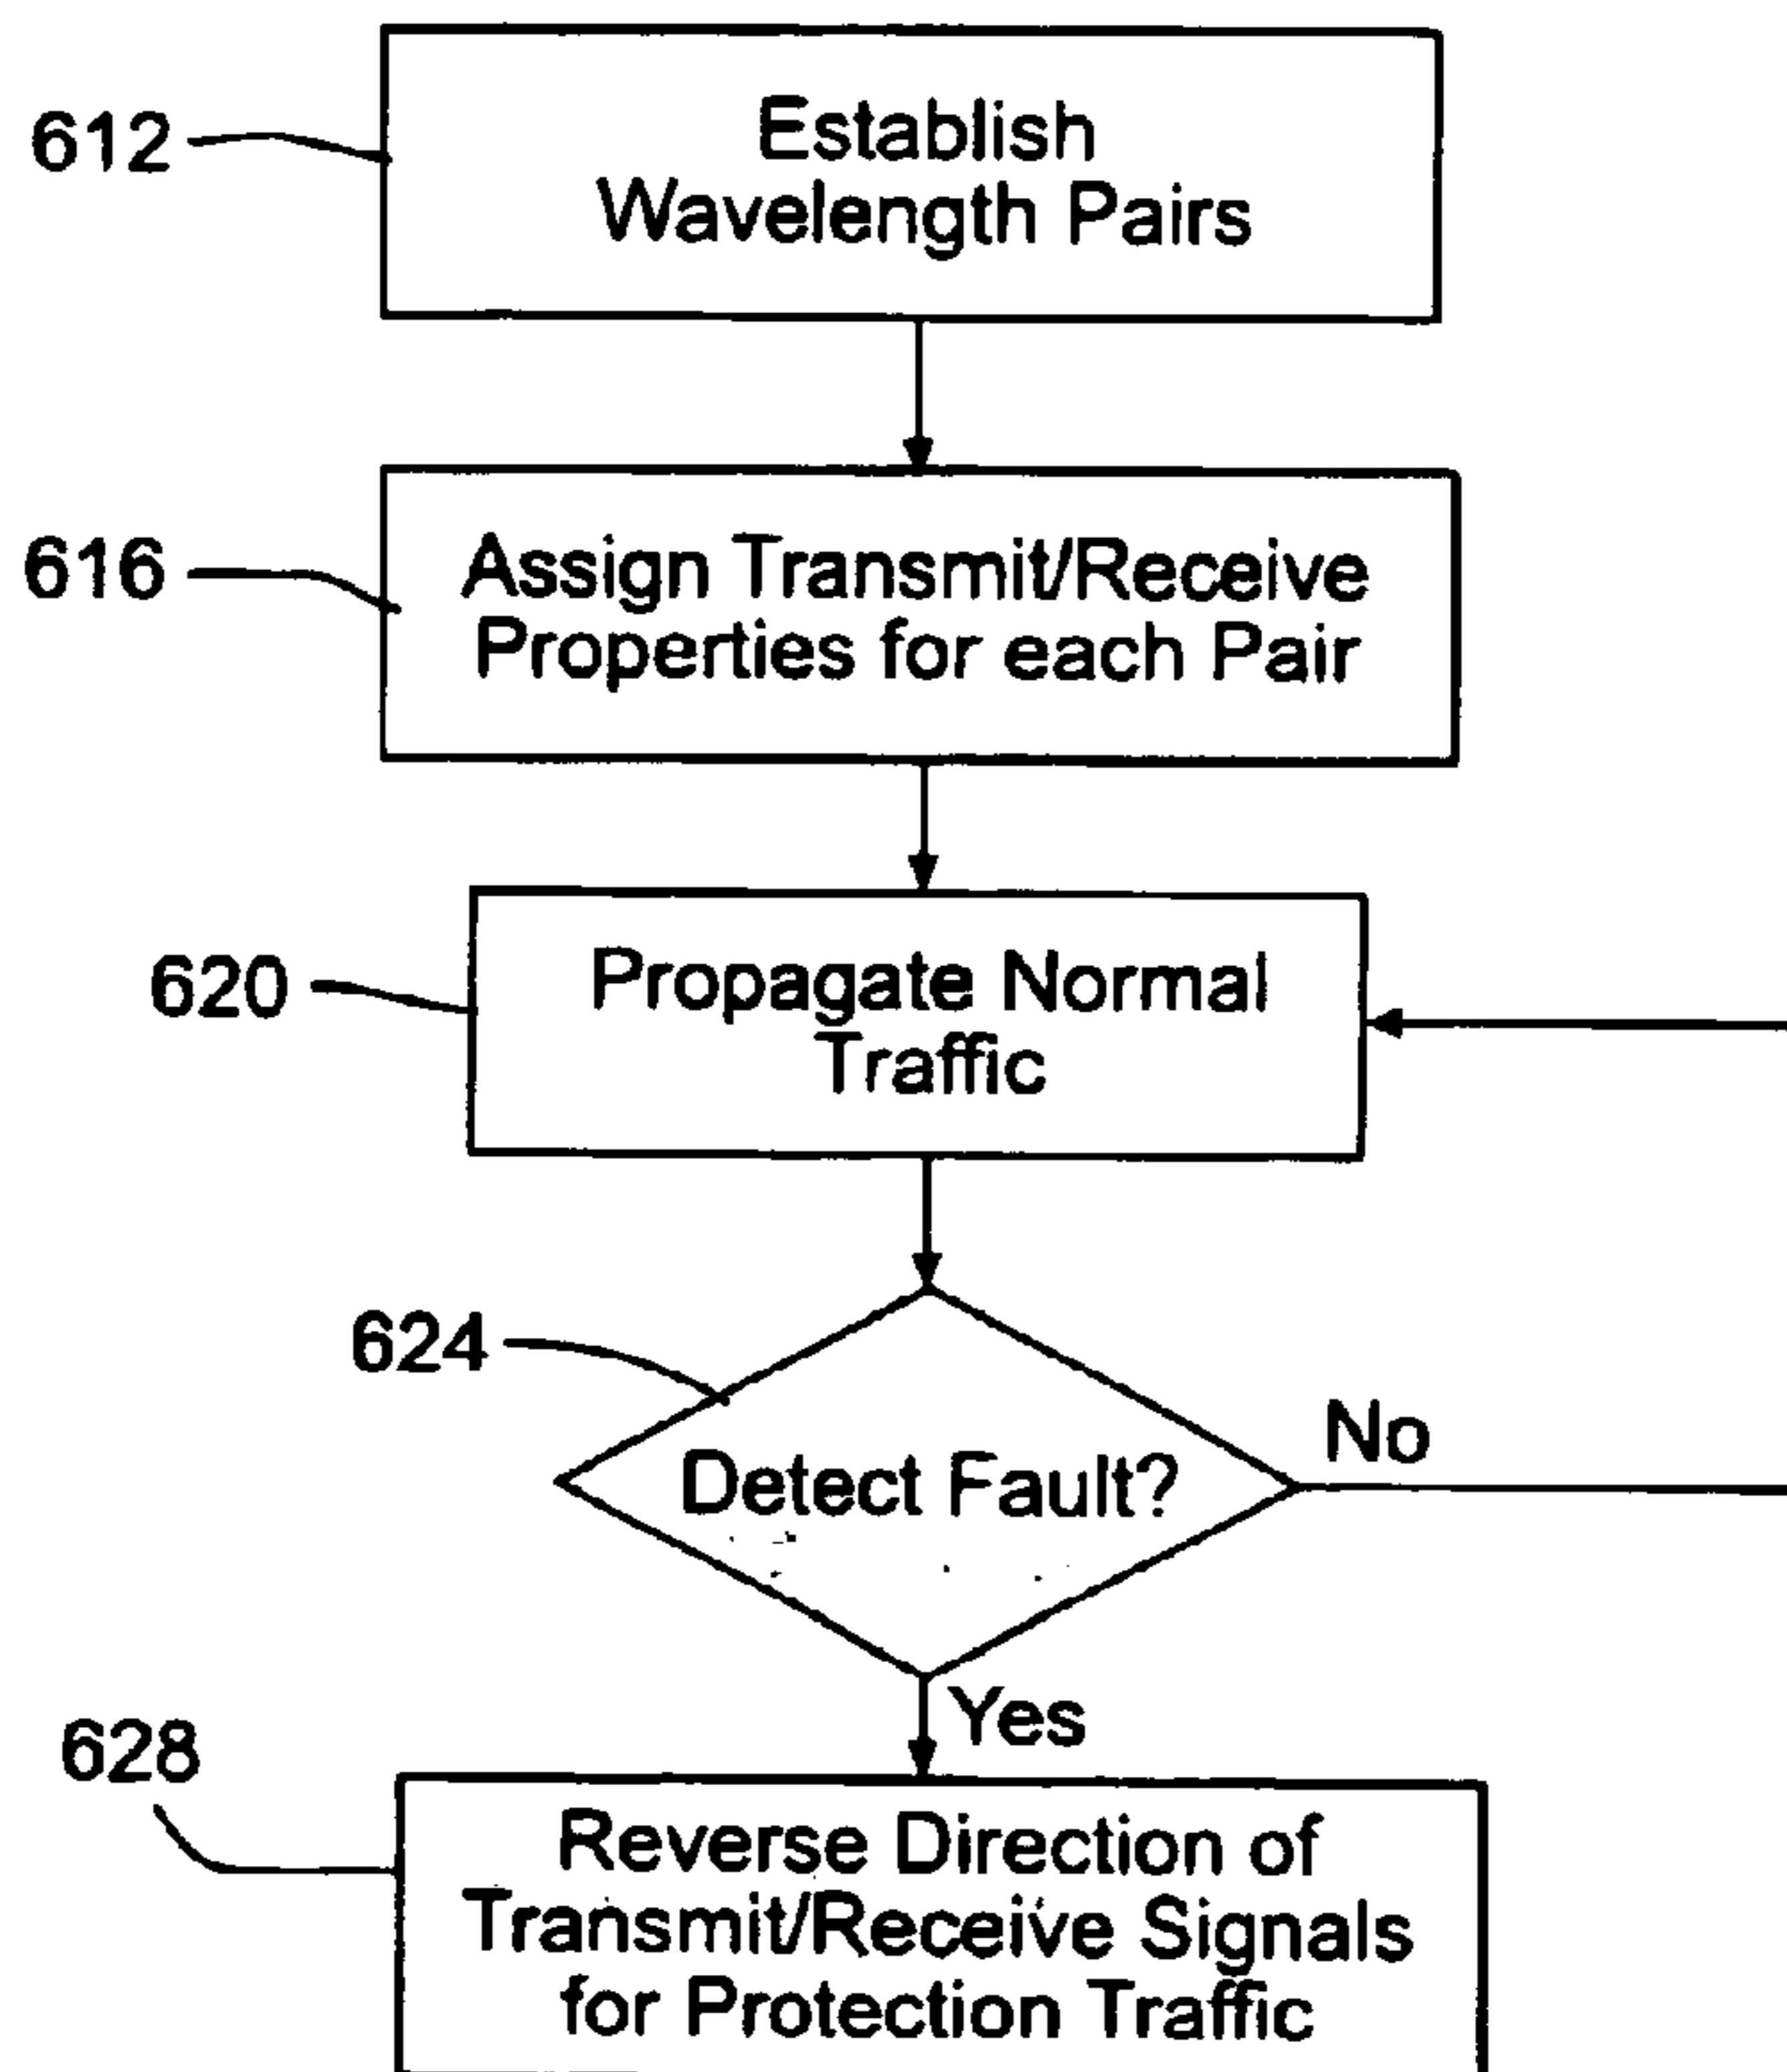 612
Establish
Wavelength Pairs
616
Assign Transmit/Receive
Properties for each Pair
620
Propagate Normal
Traffic
624
Detect Fault?
No
Yes
628
Reverse Direction of
Transmit/Receive Signals
for Protection Traffic